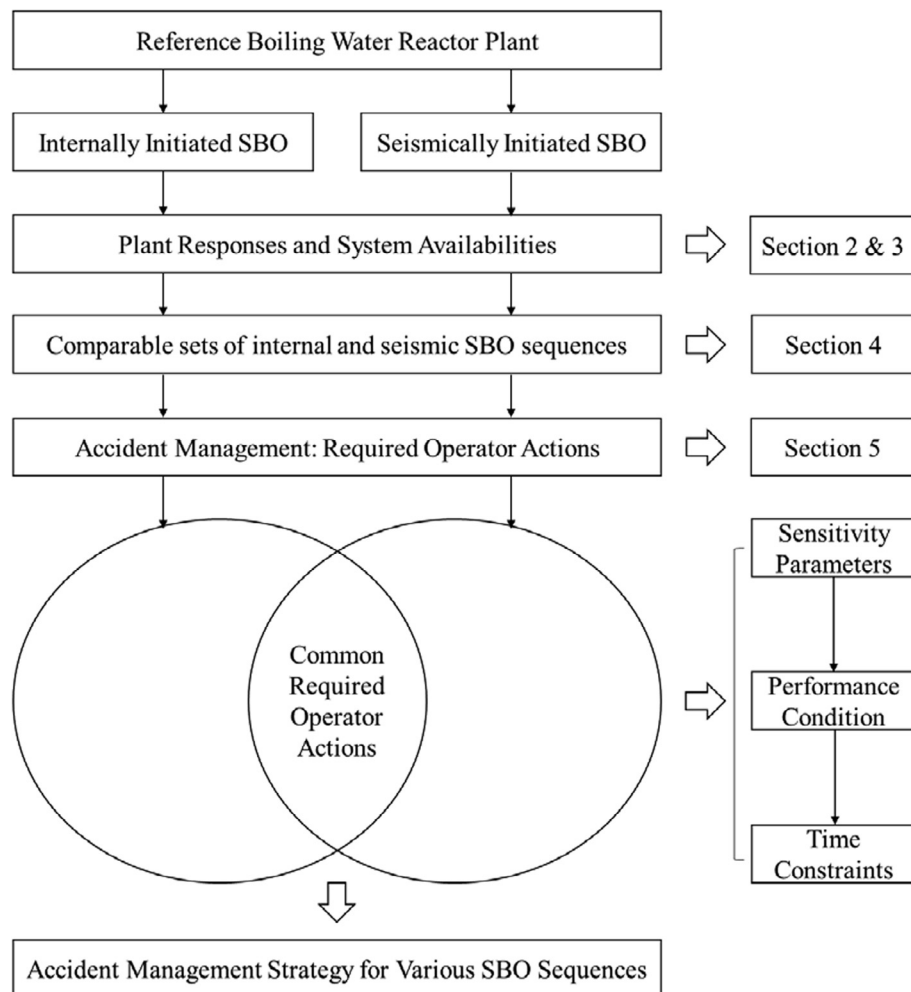 Reference Boiling Water Reactor Plant
Internally Initiated SBO
Seismically Initiated SBO
Plant Responses and System Availabilities
Section 2 & 3
Comparable sets of internal and seismic SBO sequences
Section 4
Accident Management: Required Operator Actions
Section 5
Sensitivity
Parameters
Common
Required
Operator
Actions
Performance
Condition
Time
Constraints
Accident Management Strategy for Various SBO Sequences